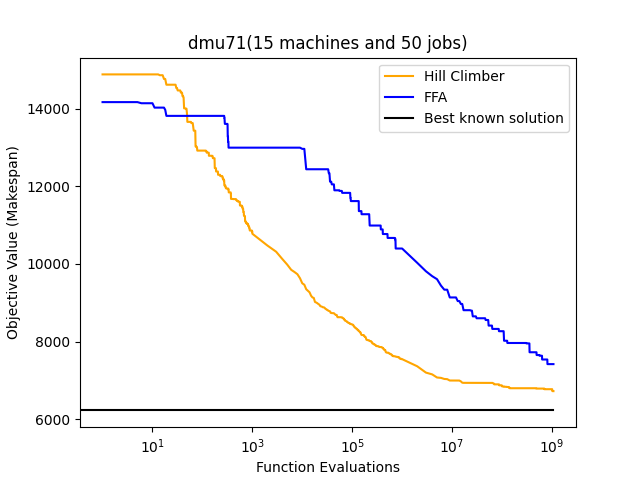 dmu71(15 machines and 50 jobs)
Hill Climber
FFA
Best known solution
Objective Value (Makespan)
14000
12000
10000
8000
6000
10^1
10^3
10^5
10^7
10^9
Function Evaluations